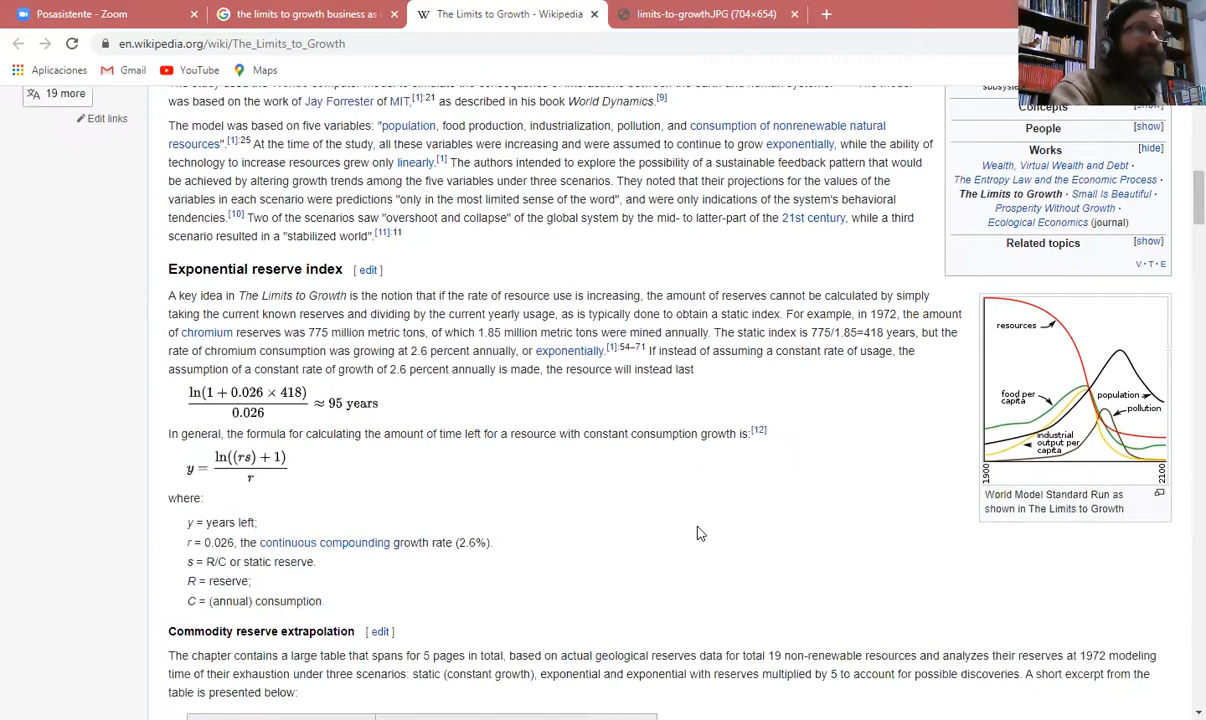 Posasistente - Zoom
the limits to growth business as
The Limits to Growth - Wikipedia
limits-to-growthJPG (704×654)
en.wikipedia.org/wiki/The_Limits_to_Growth
Aplicaciones
Gmail
YouTube
Maps
19 more
Edit links
was based on the work of Jay Forrester of MIT,[1]:21 as described in his book World Dynamics.[9]
The model was based on five variables: "population, food production, industrialization, pollution, and consumption of nonrenewable natural
resources".[1]:25 At the time of the study, all these variables were increasing and were assumed to continue to grow exponentially, while the ability of
technology to increase resources grew only linearly.[1] The authors intended to explore the possibility of a sustainable feedback pattern that would
be achieved by altering growth trends among the five variables under three scenarios. They noted that their projections for the values of the
variables in each scenario were predictions "only in the most limited sense of the word", and were only indications of the system's behavioral
tendencies.[10] Two of the scenarios saw "overshoot and collapse" of the global system by the mid- to latter-part of the 21st century, while a third
scenario resulted in a "stabilized world".[11]:11
Exponential reserve index [ edit ]
A key idea in The Limits to Growth is the notion that if the rate of resource use is increasing, the amount of reserves cannot be calculated by simply
taking the current known reserves and dividing by the current yearly usage, as is typically done to obtain a static index. For example, in 1972, the amount
of chromium reserves was 775 million metric tons, of which 1.85 million metric tons were mined annually. The static index is 775/1.85=418 years, but the
rate of chromium consumption was growing at 2.6 percent annually, or exponentially.[1]:54–71 If instead of assuming a constant rate of usage, the
assumption of a constant rate of growth of 2.6 percent annually is made, the resource will instead last
ln(1 + 0.026 × 418)
0.026
≈ 95 years
In general, the formula for calculating the amount of time left for a resource with constant consumption growth is:[12]
y = ln((rs) + 1)
r
where:
y = years left;
r = 0.026, the continuous compounding growth rate (2.6%).
s = R/C or static reserve.
R = reserve;
C = (annual) consumption.
Commodity reserve extrapolation [ edit ]
The chapter contains a large table that spans for 5 pages in total, based on actual geological reserves data for total 19 non-renewable resources and analyzes their reserves at 1972 modeling
time of their exhaustion under three scenarios: static (constant growth), exponential and exponential with reserves multiplied by 5 to account for possible discoveries. A short excerpt from the
table is presented below:
Concepts [show]
People [show]
Works [hide]
Wealth, Virtual Wealth and Debt ·
The Entropy Law and the Economic Process ·
The Limits to Growth · Small Is Beautiful ·
Prosperity Without Growth ·
Ecological Economics (journal)
Related topics [show]
V · T · E
resources
food per
capita
population
pollution
industrial
output per
capita
1900
2100
World Model Standard Run as
shown in The Limits to Growth